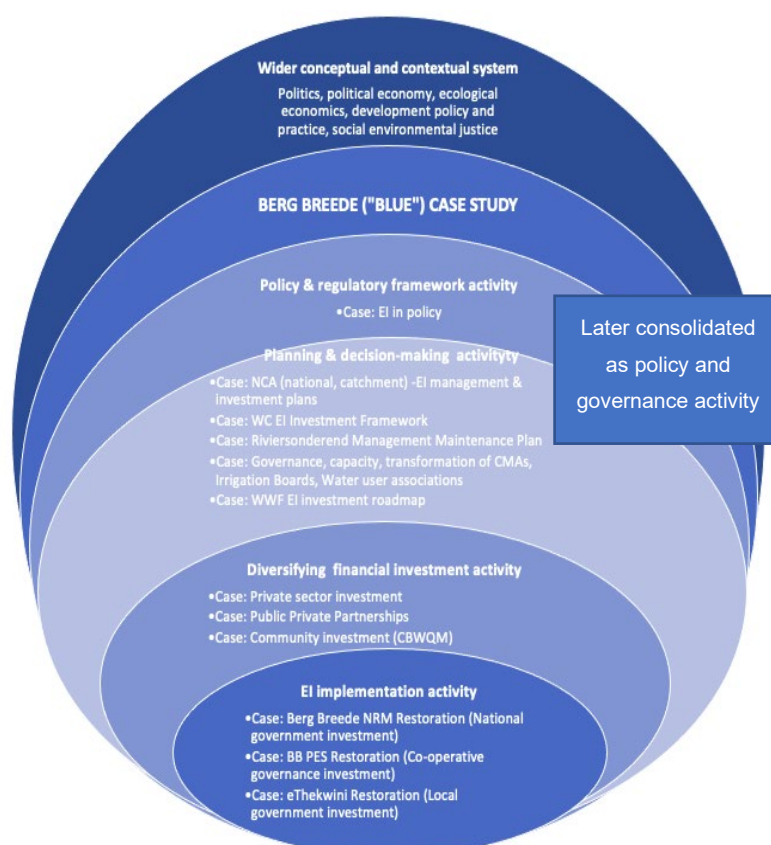 Wider conceptual and contextual system
Politics, political economy, ecological
economics, development policy and
practice, social environmental justice
BERG BREEDE ("BLUE") CASE STUDY
Policy & regulatory framework activity
•Case: EI in policy
Later consolidated
as policy and
governance activity
Planning & decision-making activityty
•Case: NCA (national, catchment) -EI management &
investment plans
•Case: WC EI Investment Framework
•Case: Riviersonderend Management Maintenance Plan
•Case: Governance, capacity, transformation of CMAs,
Irrigation Boards, Water user associations
•Case: WWF EI investment roadmap
Diversifying financial investment activity
•Case: Private sector investment
•Case: Public Private Partnerships
•Case: Community investment (CBWQM)
EI implementation activity
•Case: Berg Breede NRM Restoration (National
government investment)
•Case: BB PES Restoration (Co-operative
governance investment)
•Case: eThekwini Restoration (Local
government investment)